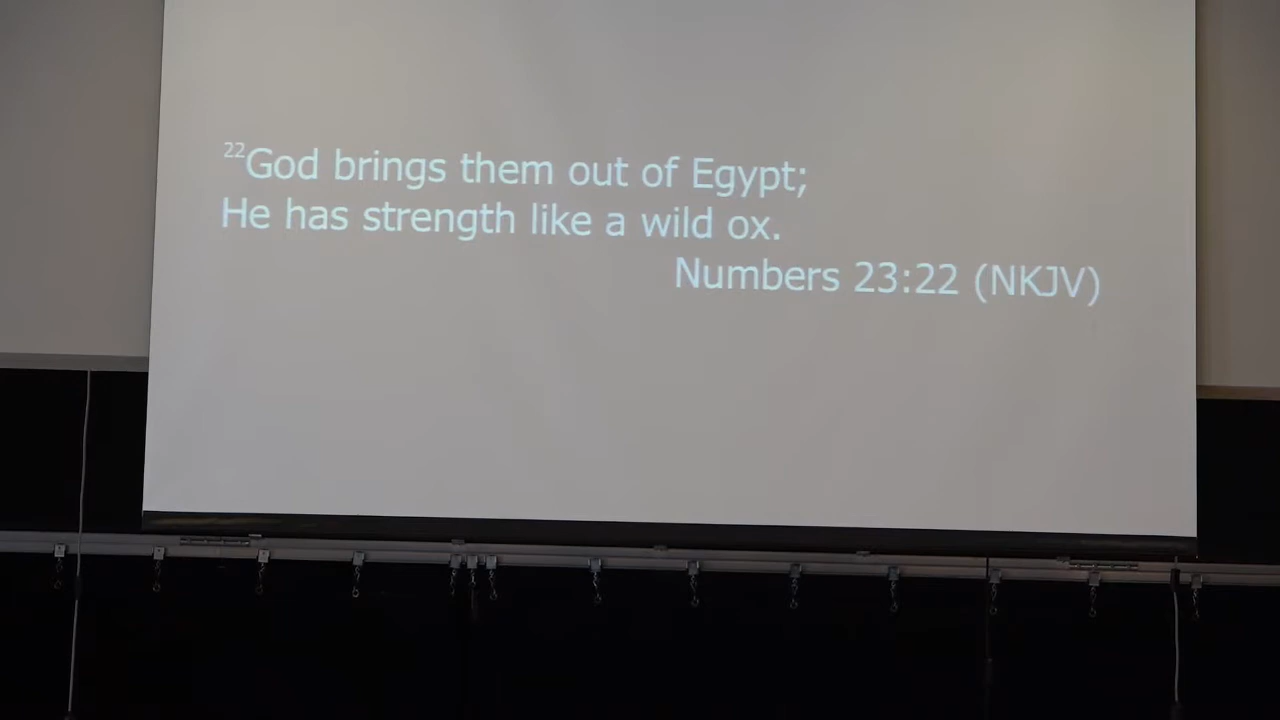 22God brings them out of Egypt;
He has strength like a wild ox.
Numbers 23:22 (NKJV)